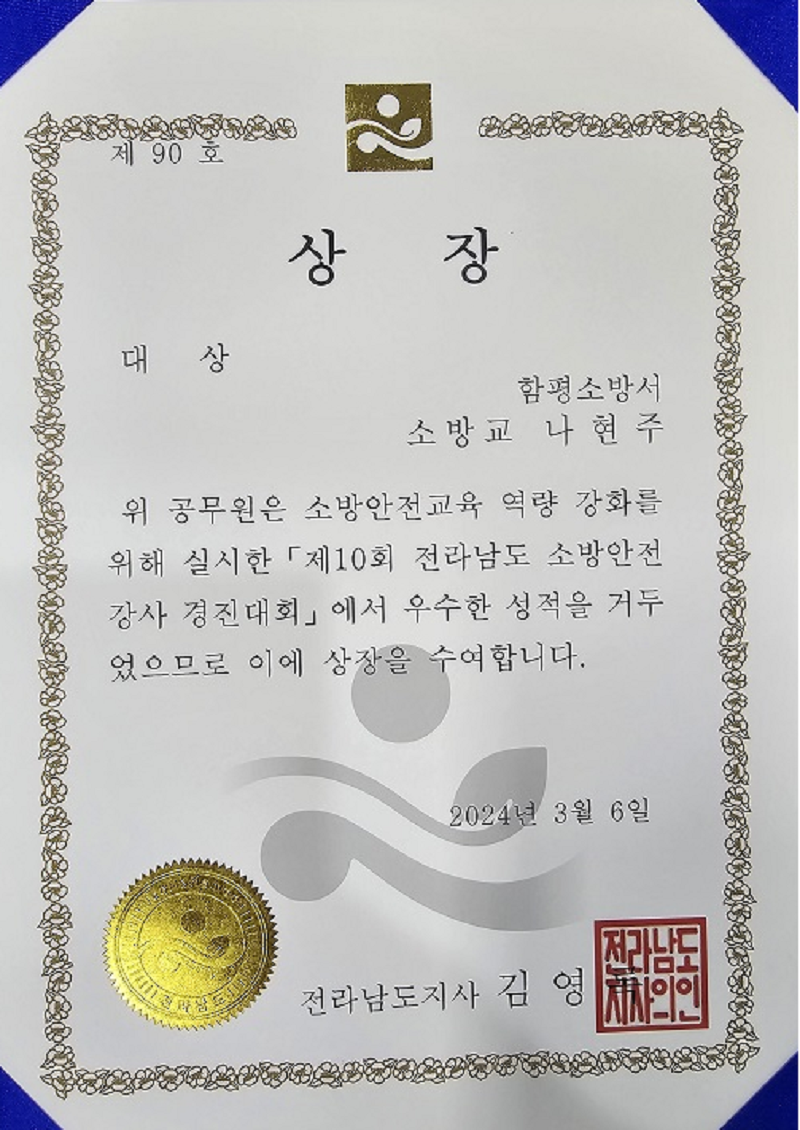 제 90 호
상 장
대 상
함평소방서
소방교 나현주
위 공무원은 소방안전교육 역량 강화를
위해 실시한 「제10회 전라남도 소방안전
강사 경진대회」에서 우수한 성적을 거두
었으므로 이에 상장을 수여합니다.
2024년 3월 6일
전라남도지사 김 영 록
전라남도
지사의인
전라남도